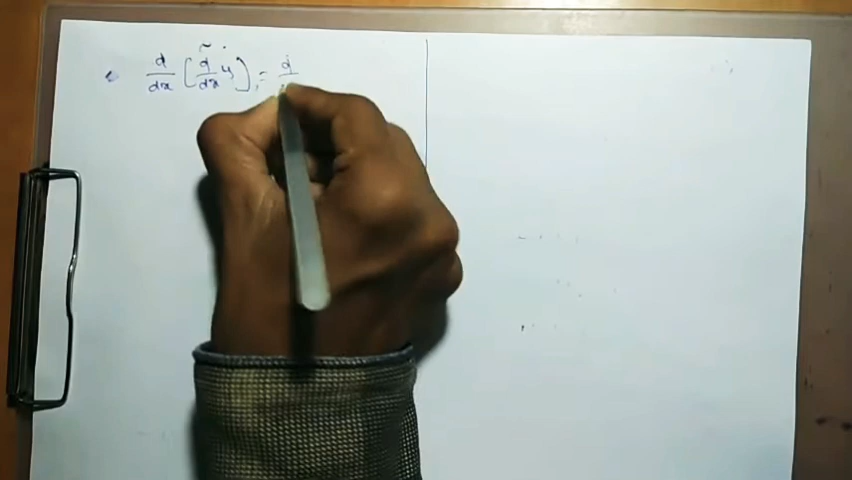 d/dx [d/dx y] = d